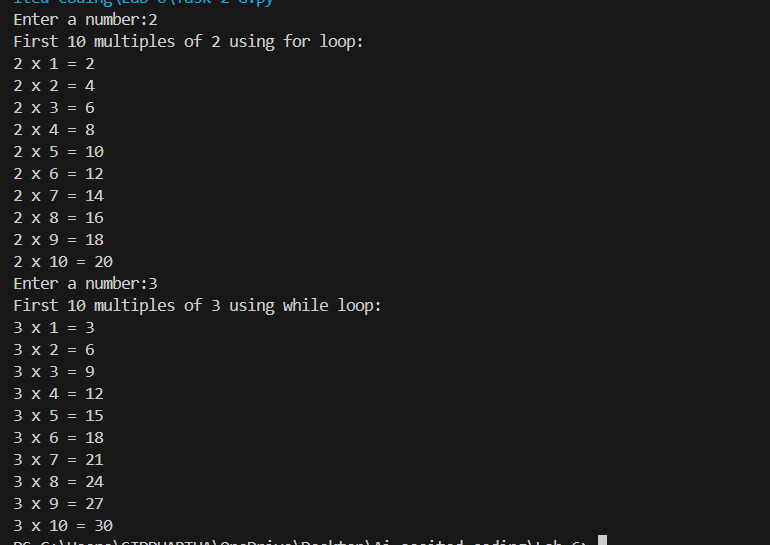 Enter a number:2
First 10 multiples of 2 using for loop:
2 x 1 = 2
2 x 2 = 4
2 x 3 = 6
2 x 4 = 8
2 x 5 = 10
2 x 6 = 12
2 x 7 = 14
2 x 8 = 16
2 x 9 = 18
2 x 10 = 20
Enter a number:3
First 10 multiples of 3 using while loop:
3 x 1 = 3
3 x 2 = 6
3 x 3 = 9
3 x 4 = 12
3 x 5 = 15
3 x 6 = 18
3 x 7 = 21
3 x 8 = 24
3 x 9 = 27
3 x 10 = 30